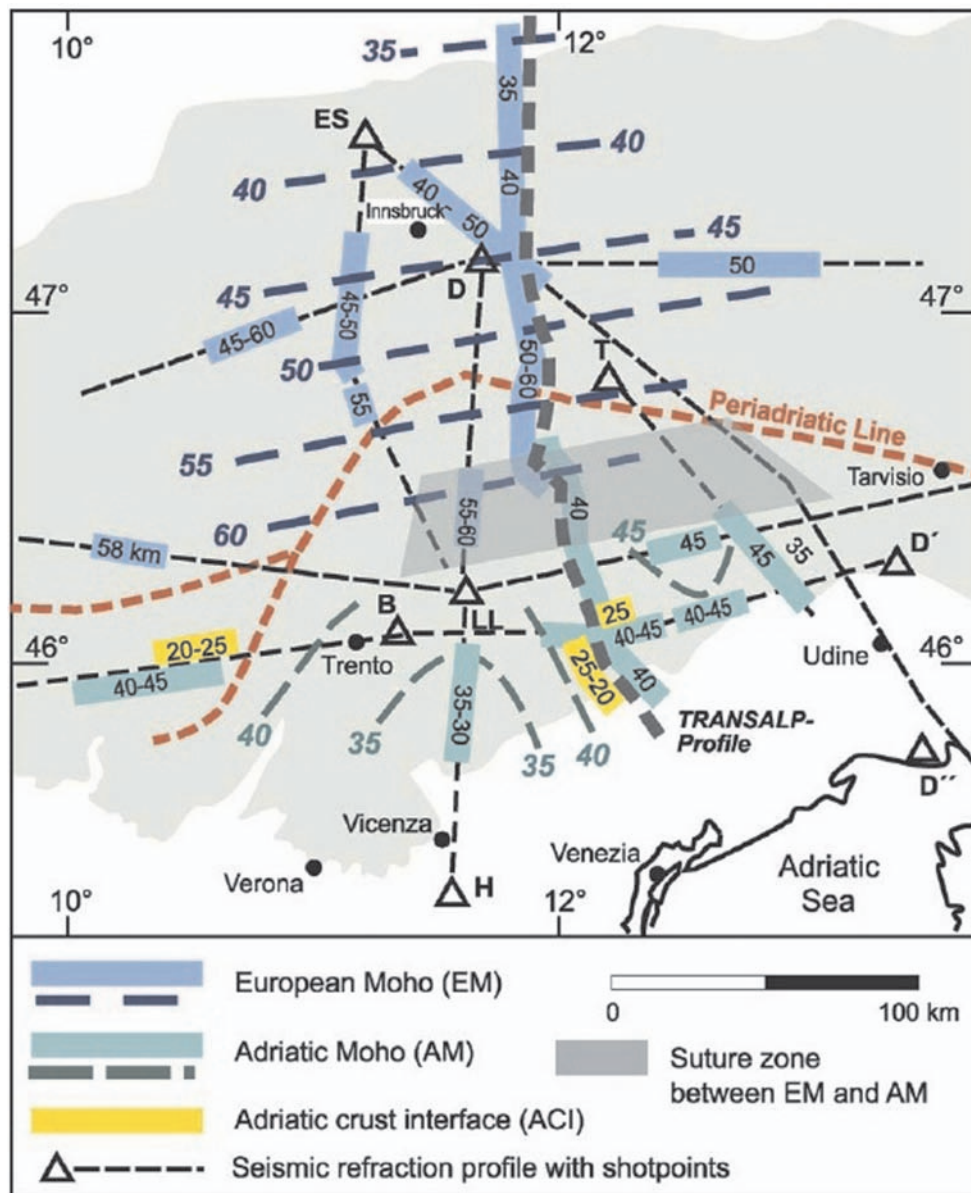 10°
12°
35
35
ES
40
40
40
40
Innsbruck
50
45
50
D
45
47°
47°
45-60
45-50
50
50-60
T
55
Periadriatic Line
55
Tarvisio
60
55-60
40
45
58 km
45
45
35
D´
B
LL
25
46°
20-25
Trento
40-45
40-45
Udine
46°
40-45
25-20
40
35-30
TRANSALP-
Profile
40
35
35
40
D´´
Vicenza
Verona
Venezia
Adriatic
Sea
H
10°
12°
European Moho (EM)
0
100 km
Adriatic Moho (AM)
Suture zone
between EM and AM
Adriatic crust interface (ACI)
Seismic refraction profile with shotpoints